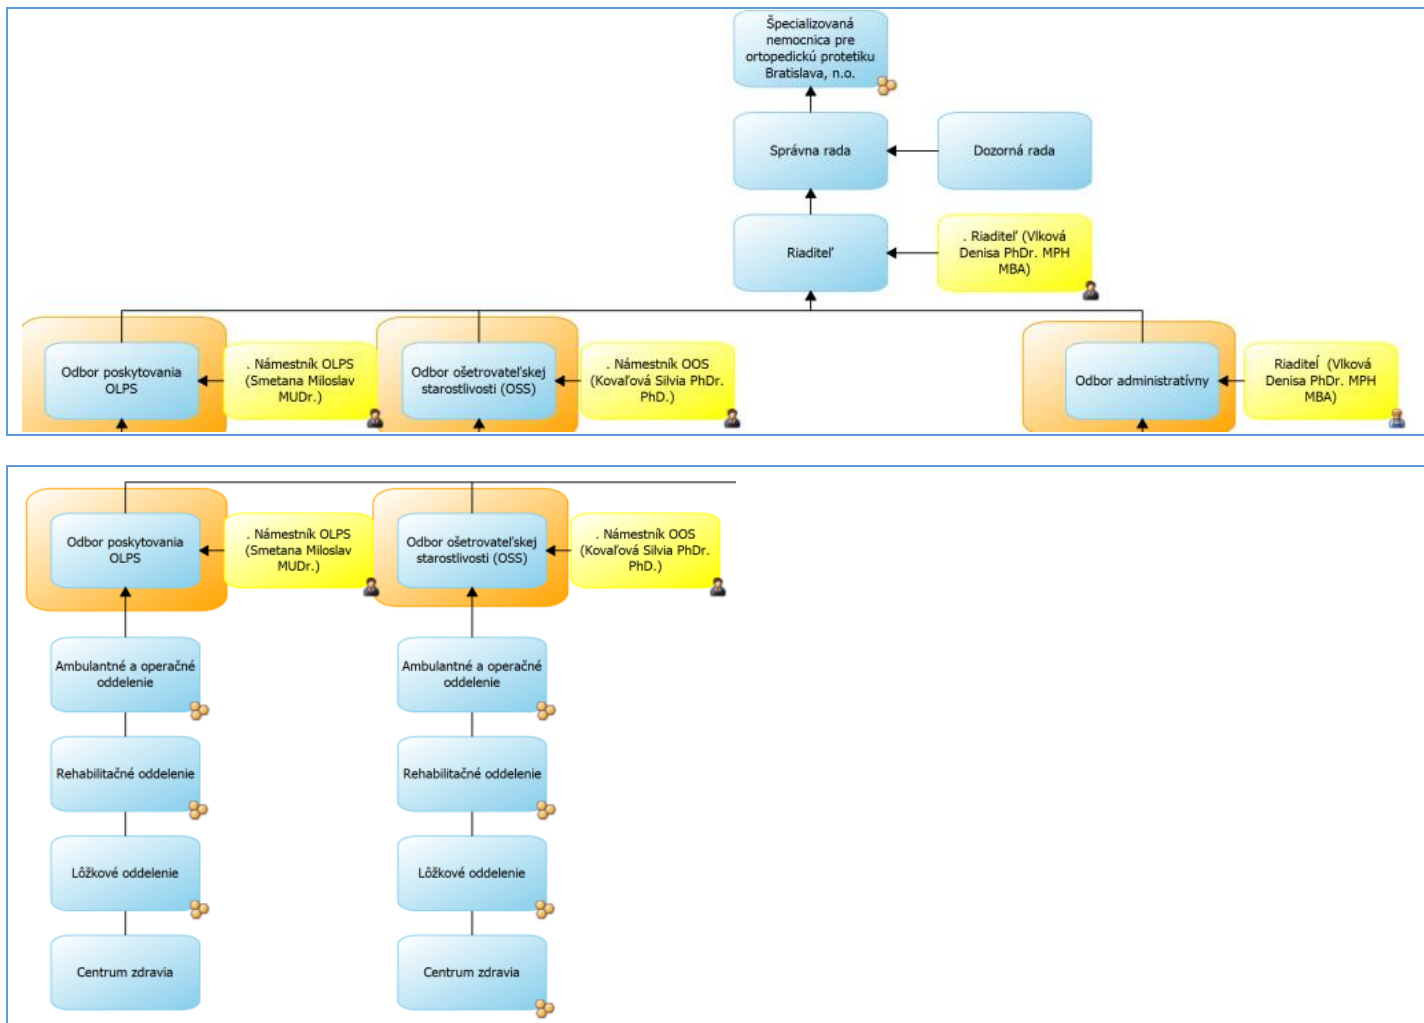 Špecializovaná
nemocnica pre
ortopedickú protetiku
Bratislava, n.o.
Správna rada
Dozorná rada
Riaditeľ
. Riaditeľ (Vlková
Denisa PhDr. MPH
MBA)
Odbor poskytovania
OLPS
. Námestník OLPS
(Smetana Miloslav
MUDr.)
Odbor ošetrovateľskej
starostlivosti (OSS)
. Námestník OOS
(Kovaľová Silvia PhDr.
PhD.)
Odbor administratívny
Riaditeĺ (Vlková
Denisa PhDr. MPH
MBA)
Odbor poskytovania
OLPS
. Námestník OLPS
(Smetana Miloslav
MUDr.)
Odbor ošetrovateľskej
starostlivosti (OSS)
. Námestník OOS
(Kovaľová Silvia PhDr.
PhD.)
Ambulantné a operačné
oddelenie
Ambulantné a operačné
oddelenie
Rehabilitačné oddelenie
Rehabilitačné oddelenie
Lôžkové oddelenie
Lôžkové oddelenie
Centrum zdravia
Centrum zdravia